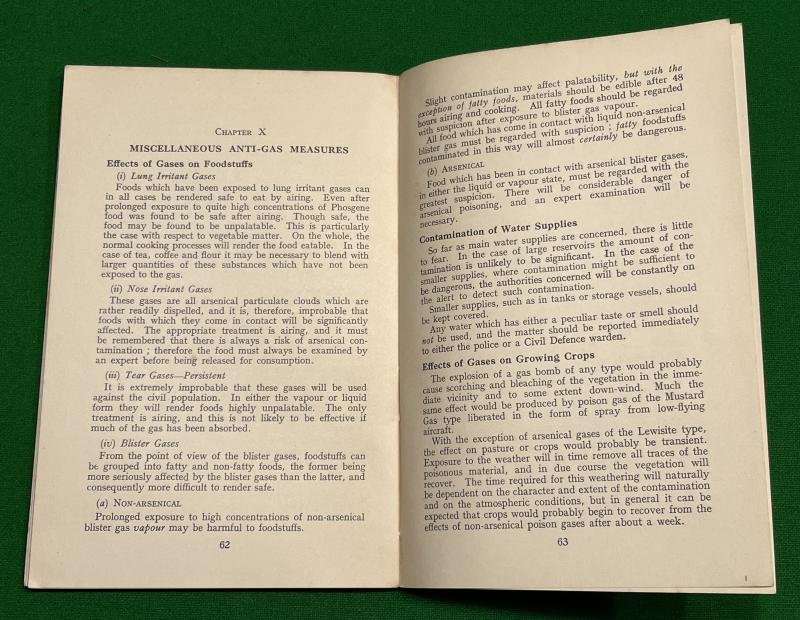 CHAPTER X
MISCELLANEOUS ANTI-GAS MEASURES
Effects of Gases on Foodstuffs
(i) Lung Irritant Gases
Foods which have been exposed to lung irritant gases can
in all cases be rendered safe to eat by airing. Even after
prolonged exposure to quite high concentrations of Phosgene
food was found to be safe after airing. Though safe, the
food may be found to be unpalatable. This is particularly
the case with respect to vegetable matter. On the whole, the
normal cooking processes will render the food eatable. In the
case of tea, coffee and flour it may be necessary to blend with
larger quantities of these substances which have not been
exposed to the gas.
(ii) Nose Irritant Gases
These gases are all arsenical particulate clouds which are
rather readily dispelled, and it is, therefore, improbable that
foods with which they come in contact will be significantly
affected. The appropriate treatment is airing, and it must
be remembered that there is always a risk of arsenical con-
tamination ; therefore the food must always be examined by
an expert before being released for consumption.
(iii) Tear Gases—Persistent
It is extremely improbable that these gases will be used
against the civil population. In either the vapour or liquid
form they will render foods highly unpalatable. The only
treatment is airing, and this is not likely to be effective if
much of the gas has been absorbed.
(iv) Blister Gases
From the point of view of the blister gases, foodstuffs can
be grouped into fatty and non-fatty foods, the former being
more seriously affected by the blister gases than the latter, and
consequently more difficult to render safe.
(a) NON-ARSENICAL
Prolonged exposure to high concentrations of non-arsenical
blister gas vapour may be harmful to foodstuffs.
62
Slight contamination may affect palatability, but with the
exception of fatty foods, materials should be edible after 48
hours airing and cooking. All fatty foods should be regarded
with suspicion after exposure to blister gas vapour.
All food which has come in contact with liquid non-arsenical
blister gas must be regarded with suspicion ; fatty foodstuffs
contaminated in this way will almost certainly be dangerous.
(b) ARSENICAL
Food which has been in contact with arsenical blister gases,
in either the liquid or vapour state, must be regarded with the
greatest suspicion. There will be considerable danger of
arsenical poisoning, and an expert examination will be
necessary.
Contamination of Water Supplies
So far as main water supplies are concerned, there is little
to fear. In the case of large reservoirs the amount of con-
tamination is unlikely to be significant. In the case of the
smaller supplies, where contamination might be sufficient to
be dangerous, the authorities concerned will be constantly on
the alert to detect such contamination.
Smaller supplies, such as in tanks or storage vessels, should
be kept covered.
Any water which has either a peculiar taste or smell should
not be used, and the matter should be reported immediately
to either the police or a Civil Defence warden.
Effects of Gases on Growing Crops
The explosion of a gas bomb of any type would probably
cause scorching and bleaching of the vegetation in the imme-
diate vicinity and to some extent down-wind. Much the
same effect would be produced by poison gas of the Mustard
Gas type liberated in the form of spray from low-flying
aircraft.
With the exception of arsenical gases of the Lewisite type,
the effect on pasture or crops would probably be transient.
Exposure to the weather will in time remove all traces of the
poisonous material, and in due course the vegetation will
recover. The time required for this weathering will naturally
be dependent on the character and extent of the contamination
and on the atmospheric conditions, but in general it can be
expected that crops would probably begin to recover from the
effects of non-arsenical poison gases after about a week.
63